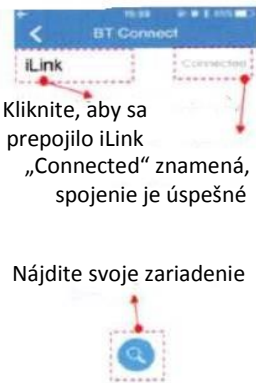 BT Connect
iLink Connected
Kliknite, aby sa
prepojilo iLink
„Connected“ znamená,
spojenie je úspešné
Nájdite svoje zariadenie